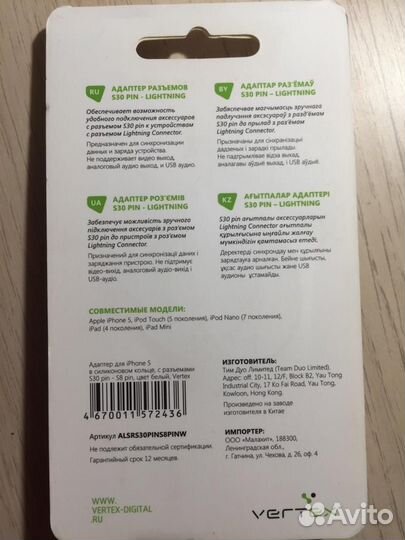 RU
АДАПТЕР РАЗЪЕМОВ
S30 PIN - LIGHTNING
Обеспечивает возможность
удобного подключения аксессуаров
с разъемом S30 pin к устройствам
с разъемом Lightning Connector.
Предназначен для синхронизации
данных и заряда устройства.
Не поддерживает видео выход,
аналоговый аудио выход, и USB аудио.
BY
АДАПТАР РАЗ'ЁМАЎ
S30 PIN – LIGHTNING
Забяспечвае магчымасць зручнага
падлучэння аксэсуараў з раз'ёмам
S30 pin да прылад з раз'ёмам
Lightning Connector.
Прызначаны для сінхранізацыі
дадзеных і зарадкі прылады.
Не падтрымлівае відэа выхад,
аналагавы аўдыё выхад, і USB аўдыё.
UA
АДАПТЕР РОЗ'ЄМІВ
S30 PIN - LIGHTNING
Забезпечує можливість зручного
підключення аксесуарів з роз'ємом
S30 pin до пристроїв з роз'ємом
Lightning Connector.
Призначений для синхронізації даних і
заряджання пристрою. Не підтримує
відео-вихід, аналоговий аудіо-вихід і
USB-аудіо.
KZ
АҒЫТПАЛАР АДАПТЕРІ
S30 PIN – LIGHTNING
S30 pin ағытпалы аксессуарларын
Lightning Connector ағытпалы
құрылғысына ыңғайлы жалғау
мүмкіндігін қамтамасыз етеді.
Деректерді синхрондау мен құрылғыны
зарядтауға арналған. Бейне шығысты,
ұқсас аудио шығысты және USB
аудионы ұстамайды.
СОВМЕСТИМЫЕ МОДЕЛИ:
Apple iPhone 5, iPod Touch (5 поколения), iPod Nano (7 поколения),
iPad (4 поколения), iPad Mini
Адаптер для iPhone 5
в силиконовом кольце, с разъемами
S30 pin - S8 pin, цвет белый, Vertex
4 670011 572436
Артикул ALSRS30PINS8PINW
Не подлежит обязательной сертификации.
Гарантийный срок 12 месяцев.
ИЗГОТОВИТЕЛЬ:
Тим Дуо Лимитед (Team Duo Limited).
Адрес: off. 10-11, 12/F, Block B2, Yau Tong
Industrial City, 17 Ko Fai Road, Yau Tong,
Kowloon, Hong Kong.
Произведено на заводе
изготовителя в Китае
ИМПОРТЕР:
ООО «Малахит», 188300,
Ленинградская обл.,
г. Гатчина, ул. Чехова, д. 26, оф. 4
WWW.
VERTEX-DIGITAL
.RU
VERTEX
Avito